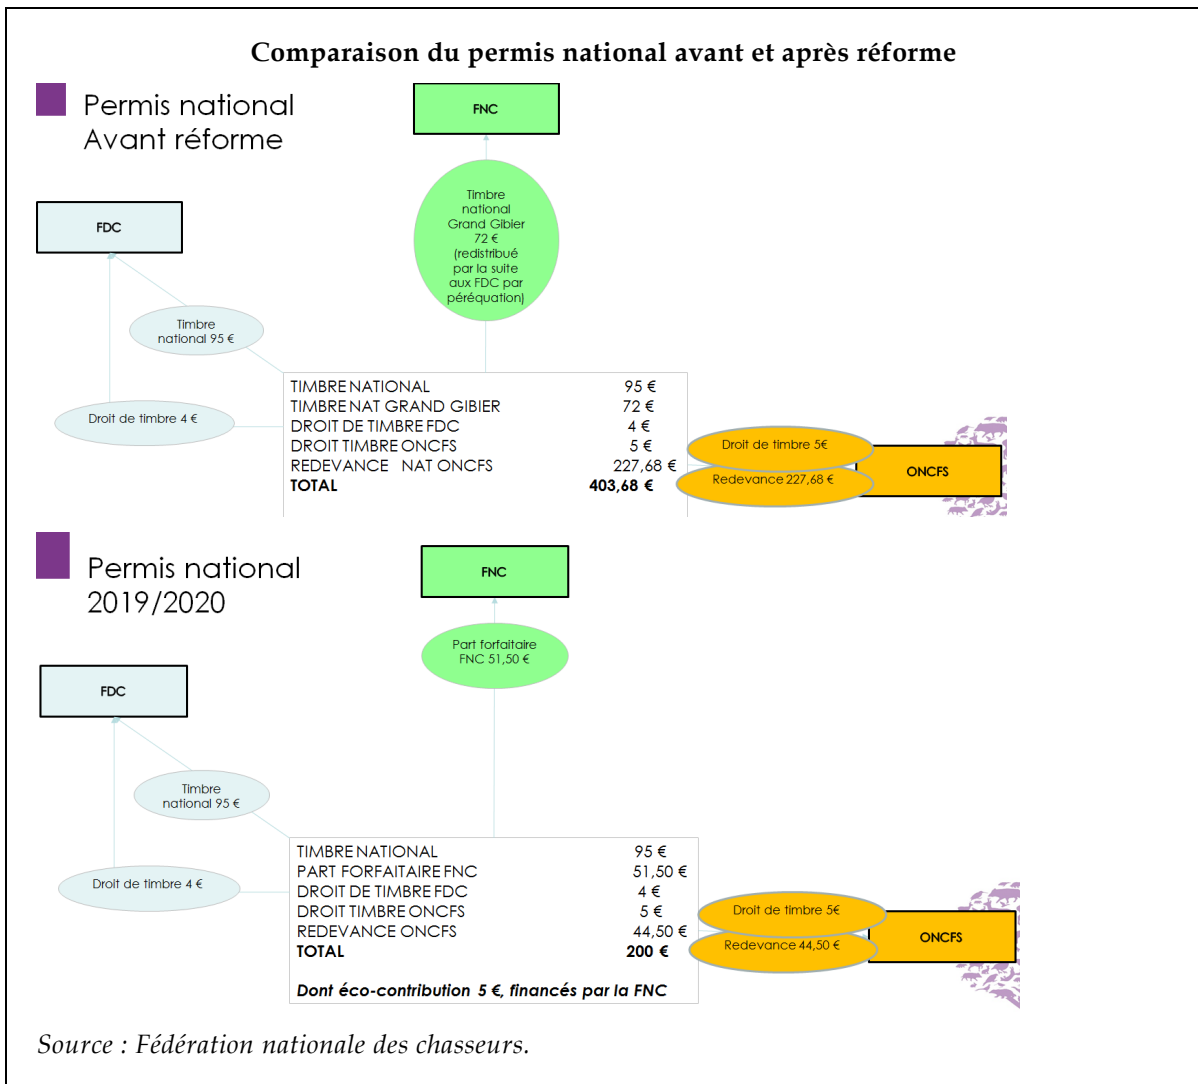 Comparaison du permis national avant et après réforme
Permis national
Avant réforme
FNC
Timbre
national
Grand Gibier
72 €
(redistribué
par la suite
aux FDC par
péréquation)
FDC
Timbre
national 95 €
Droit de timbre 4 €
TIMBRE NATIONAL 95 €
TIMBRE NAT GRAND GIBIER 72 €
DROIT DE TIMBRE FDC 4 €
DROIT TIMBRE ONCFS 5 €
REDEVANCE NAT ONCFS 227,68 €
TOTAL 403,68 €
Droit de timbre 5€
Redevance 227,68 €
ONCFS
Permis national
2019/2020
FNC
Part forfaitaire
FNC 51,50 €
FDC
Timbre
national 95 €
Droit de timbre 4 €
TIMBRE NATIONAL 95 €
PART FORFAITAIRE FNC 51,50 €
DROIT DE TIMBRE FDC 4 €
DROIT TIMBRE ONCFS 5 €
REDEVANCE ONCFS 44,50 €
TOTAL 200 €
Dont éco-contribution 5 €, financés par la FNC
Droit de timbre 5€
Redevance 44,50 €
ONCFS
Source : Fédération nationale des chasseurs.